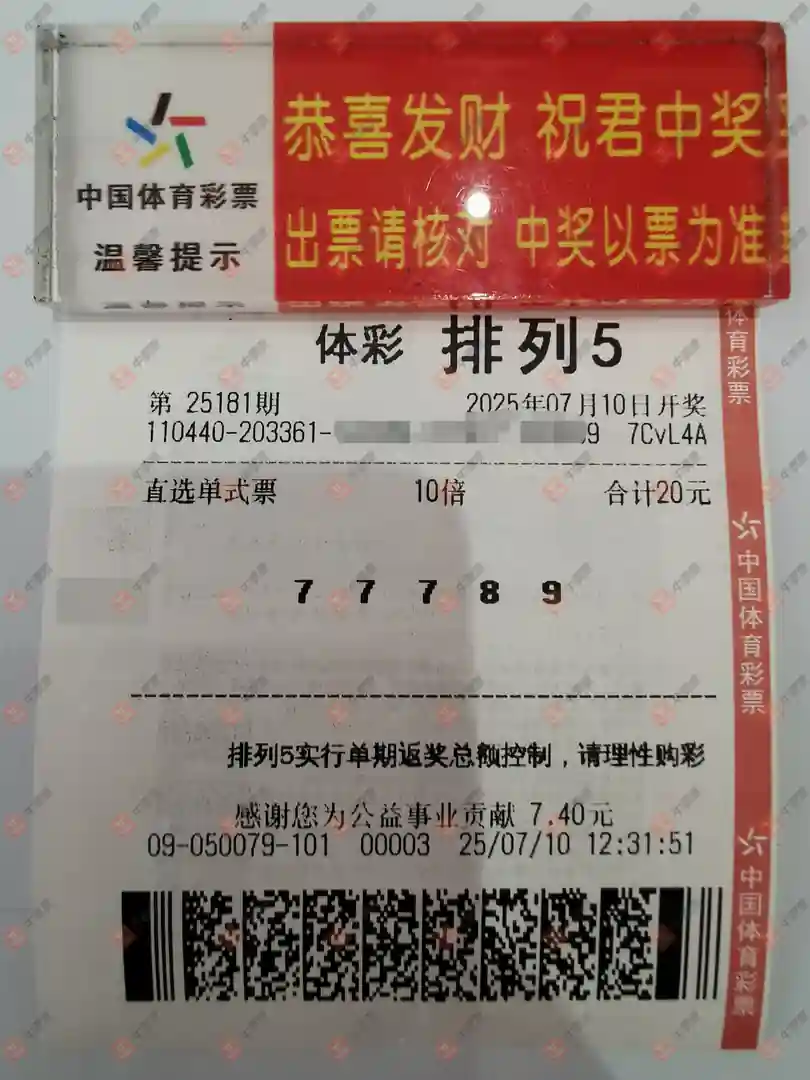 中国体育彩票
温馨提示
恭喜发财 祝君中奖
出票请核对 中奖以票为准
体彩 排列5
第 25181期 2025年07月10日开奖
110440-203361- 9 7CvL4A
直选单式票 10倍 合计20元
7 7 7 8 9
排列5实行单期返奖总额控制，请理性购彩
感谢您为公益事业贡献 7.40元
09-050079-101 00003 25/07/10 12:31:51
体育彩票
中国体育彩票
中国体育彩票